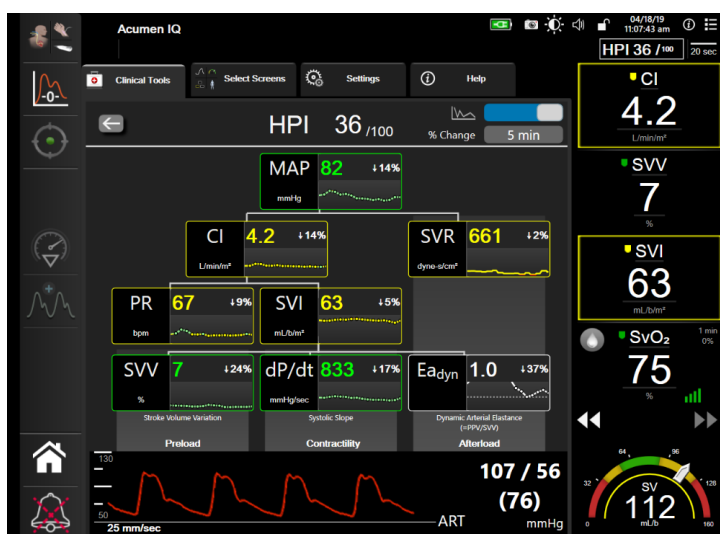 Acumen IQ
04/18/19
11:07:43 am
HPI 36 /100
20 sec
-0-
Clinical Tools
Select Screens
Settings
Help
HPI 36 /100
% Change
5 min
MAP 82 ↓14%
mmHg
CI 4.2 ↓14%
L/min/m²
SVR 661 ↓2%
dyne-s/cm⁵
PR 67 ↓9%
bpm
SVI 63 ↓5%
mL/b/m²
SVV 7 ↓24%
%
dP/dt 833 ↓17%
mmHg/sec
Eadyn 1.0 ↓37%
Stroke Volume Variation
Systolic Slope
Dynamic Arterial Elastance
(=PPV/SVV)
Preload
Contractility
Afterload
130
50
25 mm/sec
107 / 56
(76)
ART
mmHg
CI
4.2
L/min/m²
SVV
7
%
SVI
63
mL/b/m²
SvO₂
1 min
0%
75
%
64
96
32
128
SV
112
mL/b
0
160